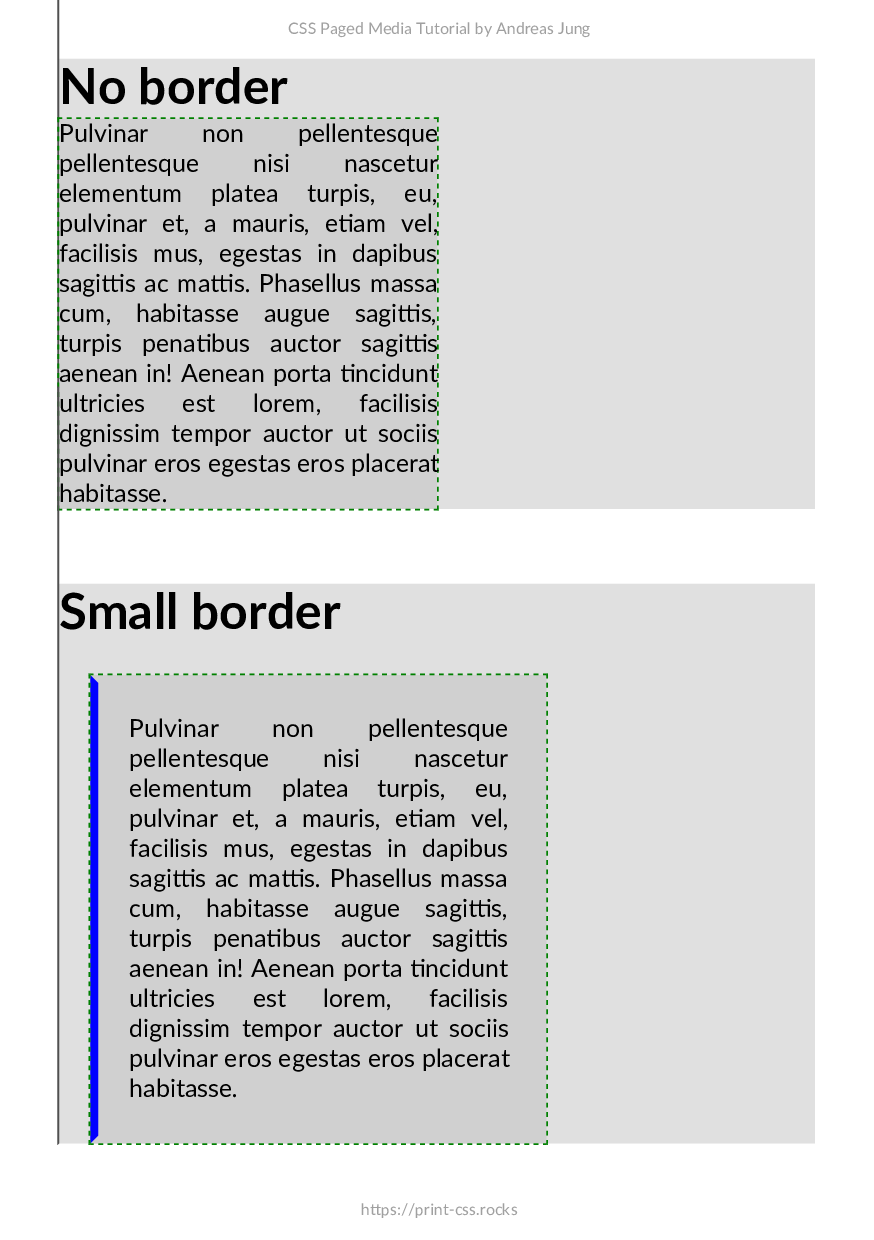 CSS Paged Media Tutorial by Andreas Jung
No border
Pulvinar non pellentesque
pellentesque nisi nascetur
elementum platea turpis, eu,
pulvinar et, a mauris, etiam vel,
facilisis mus, egestas in dapibus
sagittis ac mattis. Phasellus massa
cum, habitasse augue sagittis,
turpis penatibus auctor sagittis
aenean in! Aenean porta tincidunt
ultricies est lorem, facilisis
dignissim tempor auctor ut sociis
pulvinar eros egestas eros placerat
habitasse.
Small border
Pulvinar non pellentesque
pellentesque nisi nascetur
elementum platea turpis, eu,
pulvinar et, a mauris, etiam vel,
facilisis mus, egestas in dapibus
sagittis ac mattis. Phasellus massa
cum, habitasse augue sagittis,
turpis penatibus auctor sagittis
aenean in! Aenean porta tincidunt
ultricies est lorem, facilisis
dignissim tempor auctor ut sociis
pulvinar eros egestas eros placerat
habitasse.
https://print-css.rocks